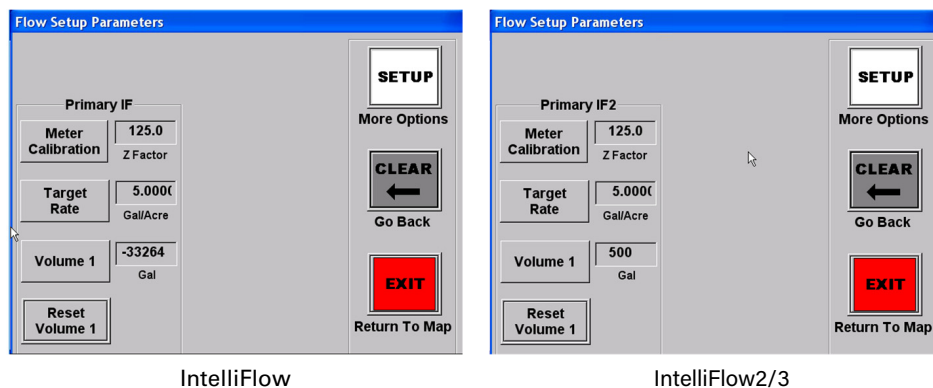 Flow Setup Parameters
SETUP
More Options
Primary IF
Meter
Calibration
125.0
Z Factor
CLEAR
Go Back
Target
Rate
5.0000
Gal/Acre
Volume 1
-33264
Gal
EXIT
Return To Map
Reset
Volume 1
IntelliFlow
Flow Setup Parameters
SETUP
More Options
Primary IF2
Meter
Calibration
125.0
Z Factor
CLEAR
Go Back
Target
Rate
5.0000
Gal/Acre
Volume 1
500
Gal
EXIT
Return To Map
Reset
Volume 1
IntelliFlow2/3